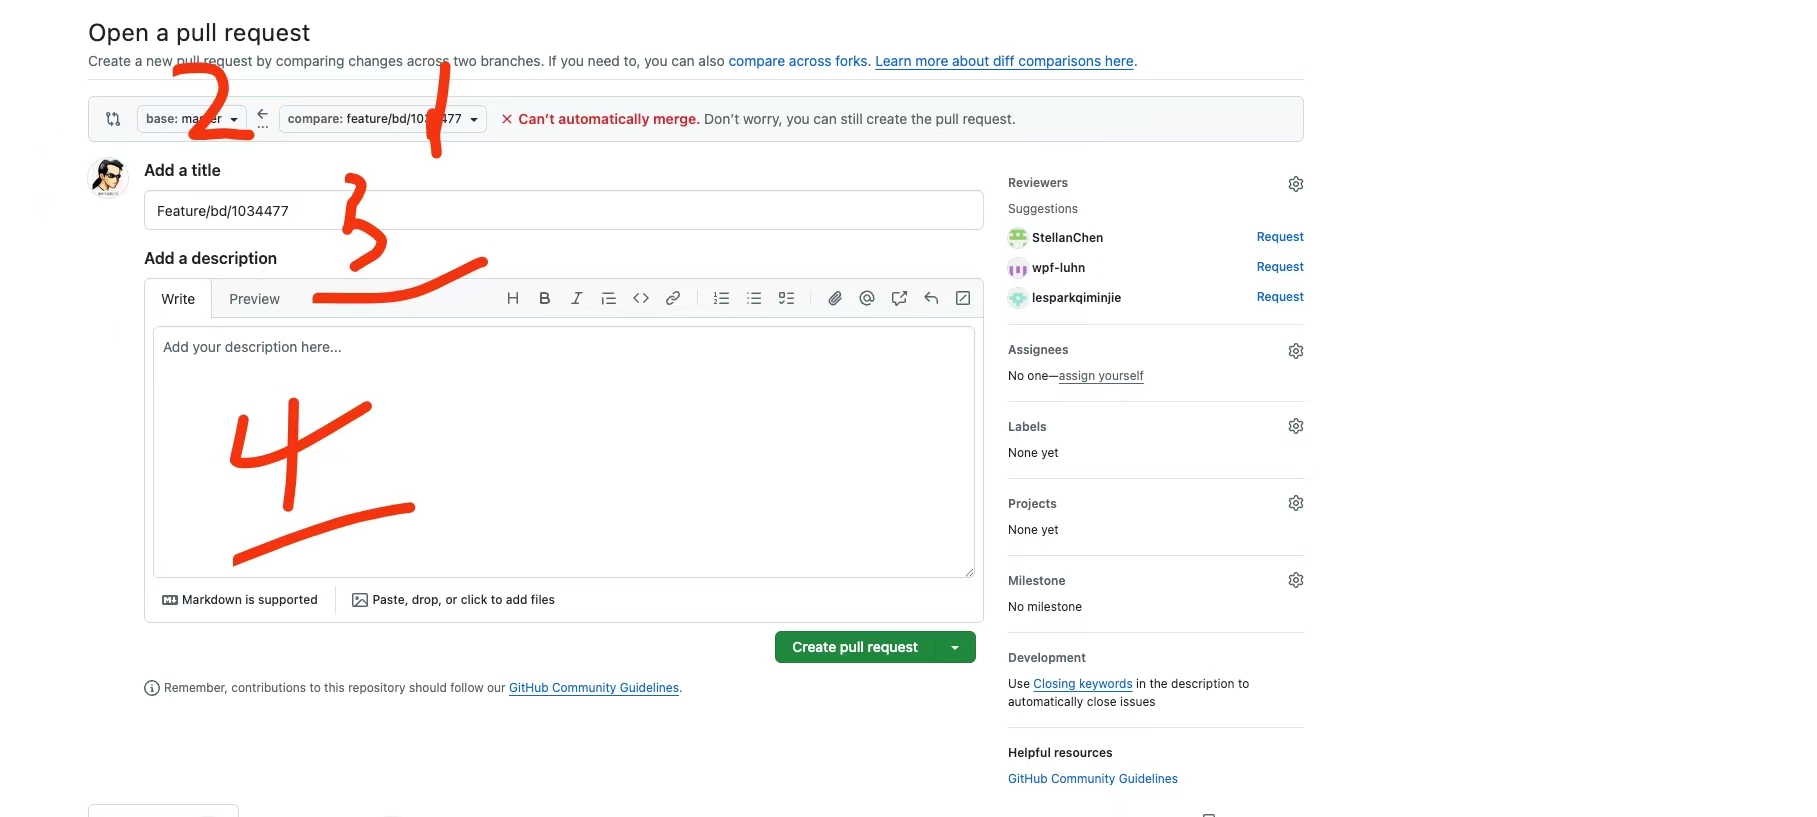 Open a pull request
Create a new pull request by comparing changes across two branches. If you need to, you can also compare across forks. Learn more about diff comparisons here.
2
1
base: master
compare: feature/bd/1034477
Can't automatically merge. Don't worry, you can still create the pull request.
Add a title
Feature/bd/1034477
3
Add a description
Write
Preview
Add your description here...
4
Markdown is supported
Paste, drop, or click to add files
Create pull request
Remember, contributions to this repository should follow our GitHub Community Guidelines.
Reviewers
Suggestions
StellanChen
Request
wpf-luhn
Request
lesparkqiminjie
Request
Assignees
No one—assign yourself
Labels
None yet
Projects
None yet
Milestone
No milestone
Development
Use Closing keywords in the description to
automatically close issues
Helpful resources
GitHub Community Guidelines